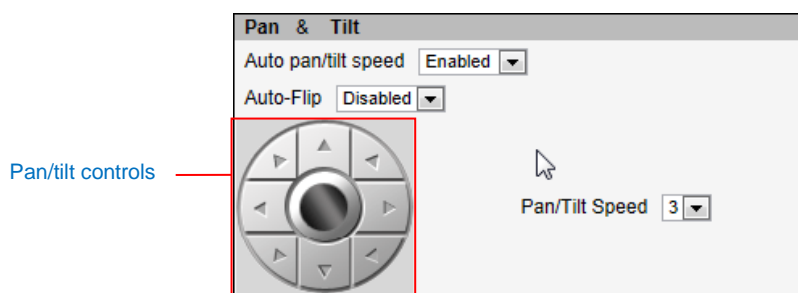 Pan & Tilt
Auto pan/tilt speed Enabled
Auto-Flip Disabled
Pan/tilt controls
Pan/Tilt Speed 3